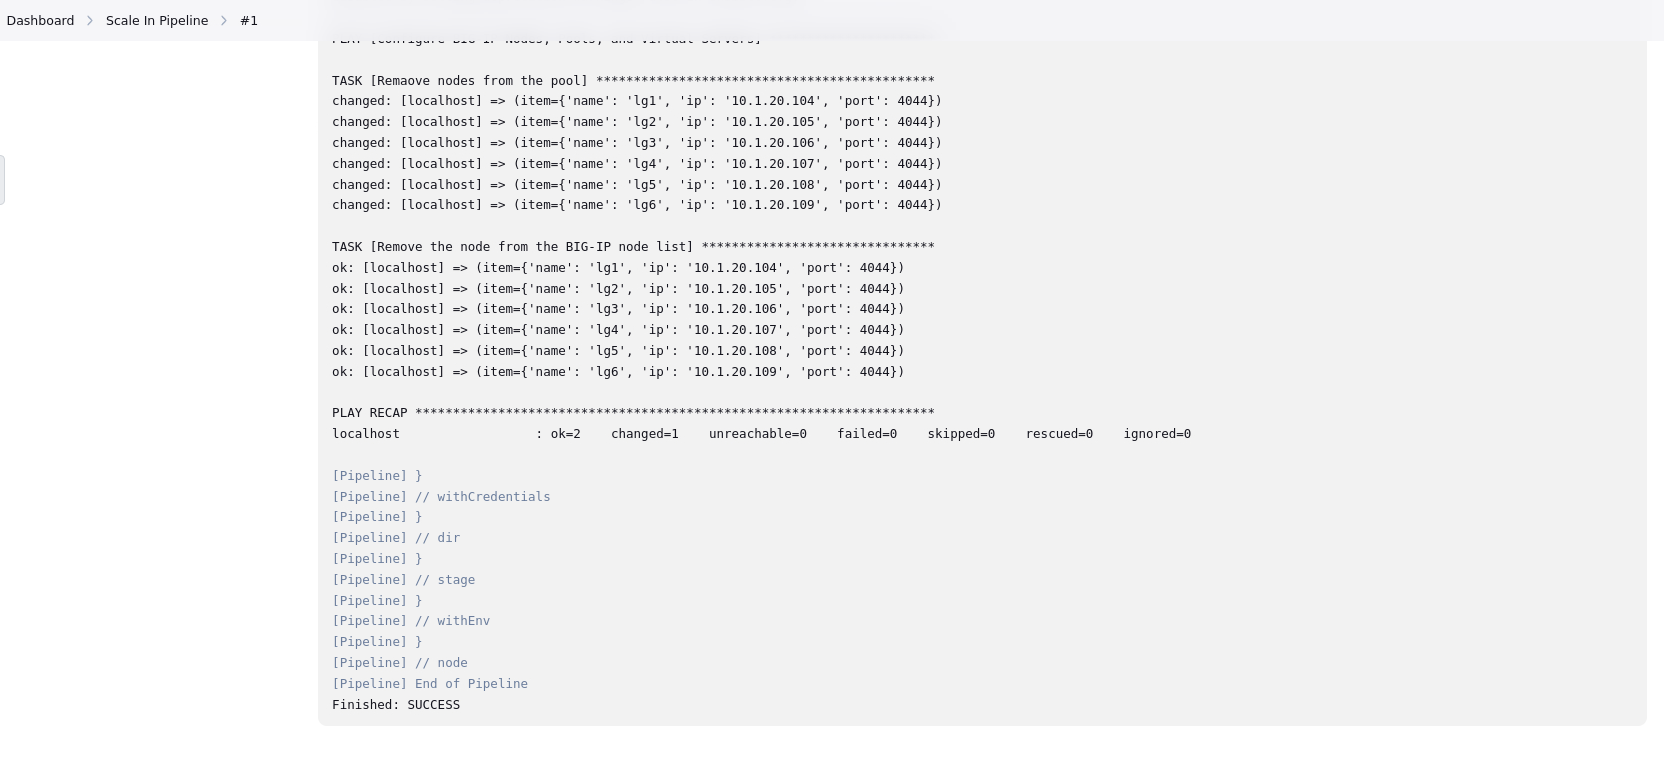 Dashboard > Scale In Pipeline > #1
PLAY [Configure BIG-IP Nodes, Pools, and Virtual Servers]
TASK [Remaove nodes from the pool] *********************************************
changed: [localhost] => (item={'name': 'lg1', 'ip': '10.1.20.104', 'port': 4044})
changed: [localhost] => (item={'name': 'lg2', 'ip': '10.1.20.105', 'port': 4044})
changed: [localhost] => (item={'name': 'lg3', 'ip': '10.1.20.106', 'port': 4044})
changed: [localhost] => (item={'name': 'lg4', 'ip': '10.1.20.107', 'port': 4044})
changed: [localhost] => (item={'name': 'lg5', 'ip': '10.1.20.108', 'port': 4044})
changed: [localhost] => (item={'name': 'lg6', 'ip': '10.1.20.109', 'port': 4044})
TASK [Remove the node from the BIG-IP node list] *******************************
ok: [localhost] => (item={'name': 'lg1', 'ip': '10.1.20.104', 'port': 4044})
ok: [localhost] => (item={'name': 'lg2', 'ip': '10.1.20.105', 'port': 4044})
ok: [localhost] => (item={'name': 'lg3', 'ip': '10.1.20.106', 'port': 4044})
ok: [localhost] => (item={'name': 'lg4', 'ip': '10.1.20.107', 'port': 4044})
ok: [localhost] => (item={'name': 'lg5', 'ip': '10.1.20.108', 'port': 4044})
ok: [localhost] => (item={'name': 'lg6', 'ip': '10.1.20.109', 'port': 4044})
PLAY RECAP *********************************************************************
localhost                  : ok=2    changed=1    unreachable=0    failed=0    skipped=0    rescued=0    ignored=0
[Pipeline] }
[Pipeline] // withCredentials
[Pipeline] }
[Pipeline] // dir
[Pipeline] }
[Pipeline] // stage
[Pipeline] }
[Pipeline] // withEnv
[Pipeline] }
[Pipeline] // node
[Pipeline] End of Pipeline
Finished: SUCCESS